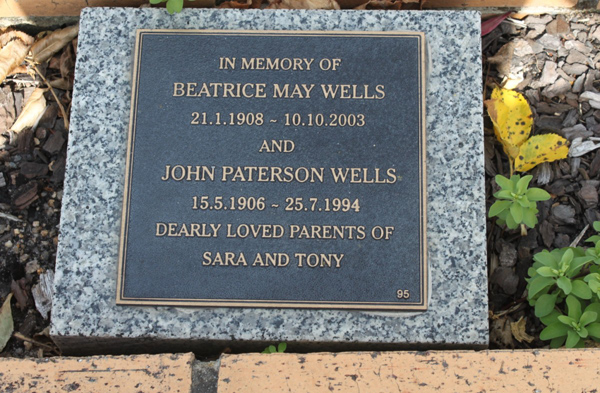 IN MEMORY OF
BEATRICE MAY WELLS
21.1.1908 ~ 10.10.2003
AND
JOHN PATERSON WELLS
15.5.1906 ~ 25.7.1994
DEARLY LOVED PARENTS OF
SARA AND TONY
95